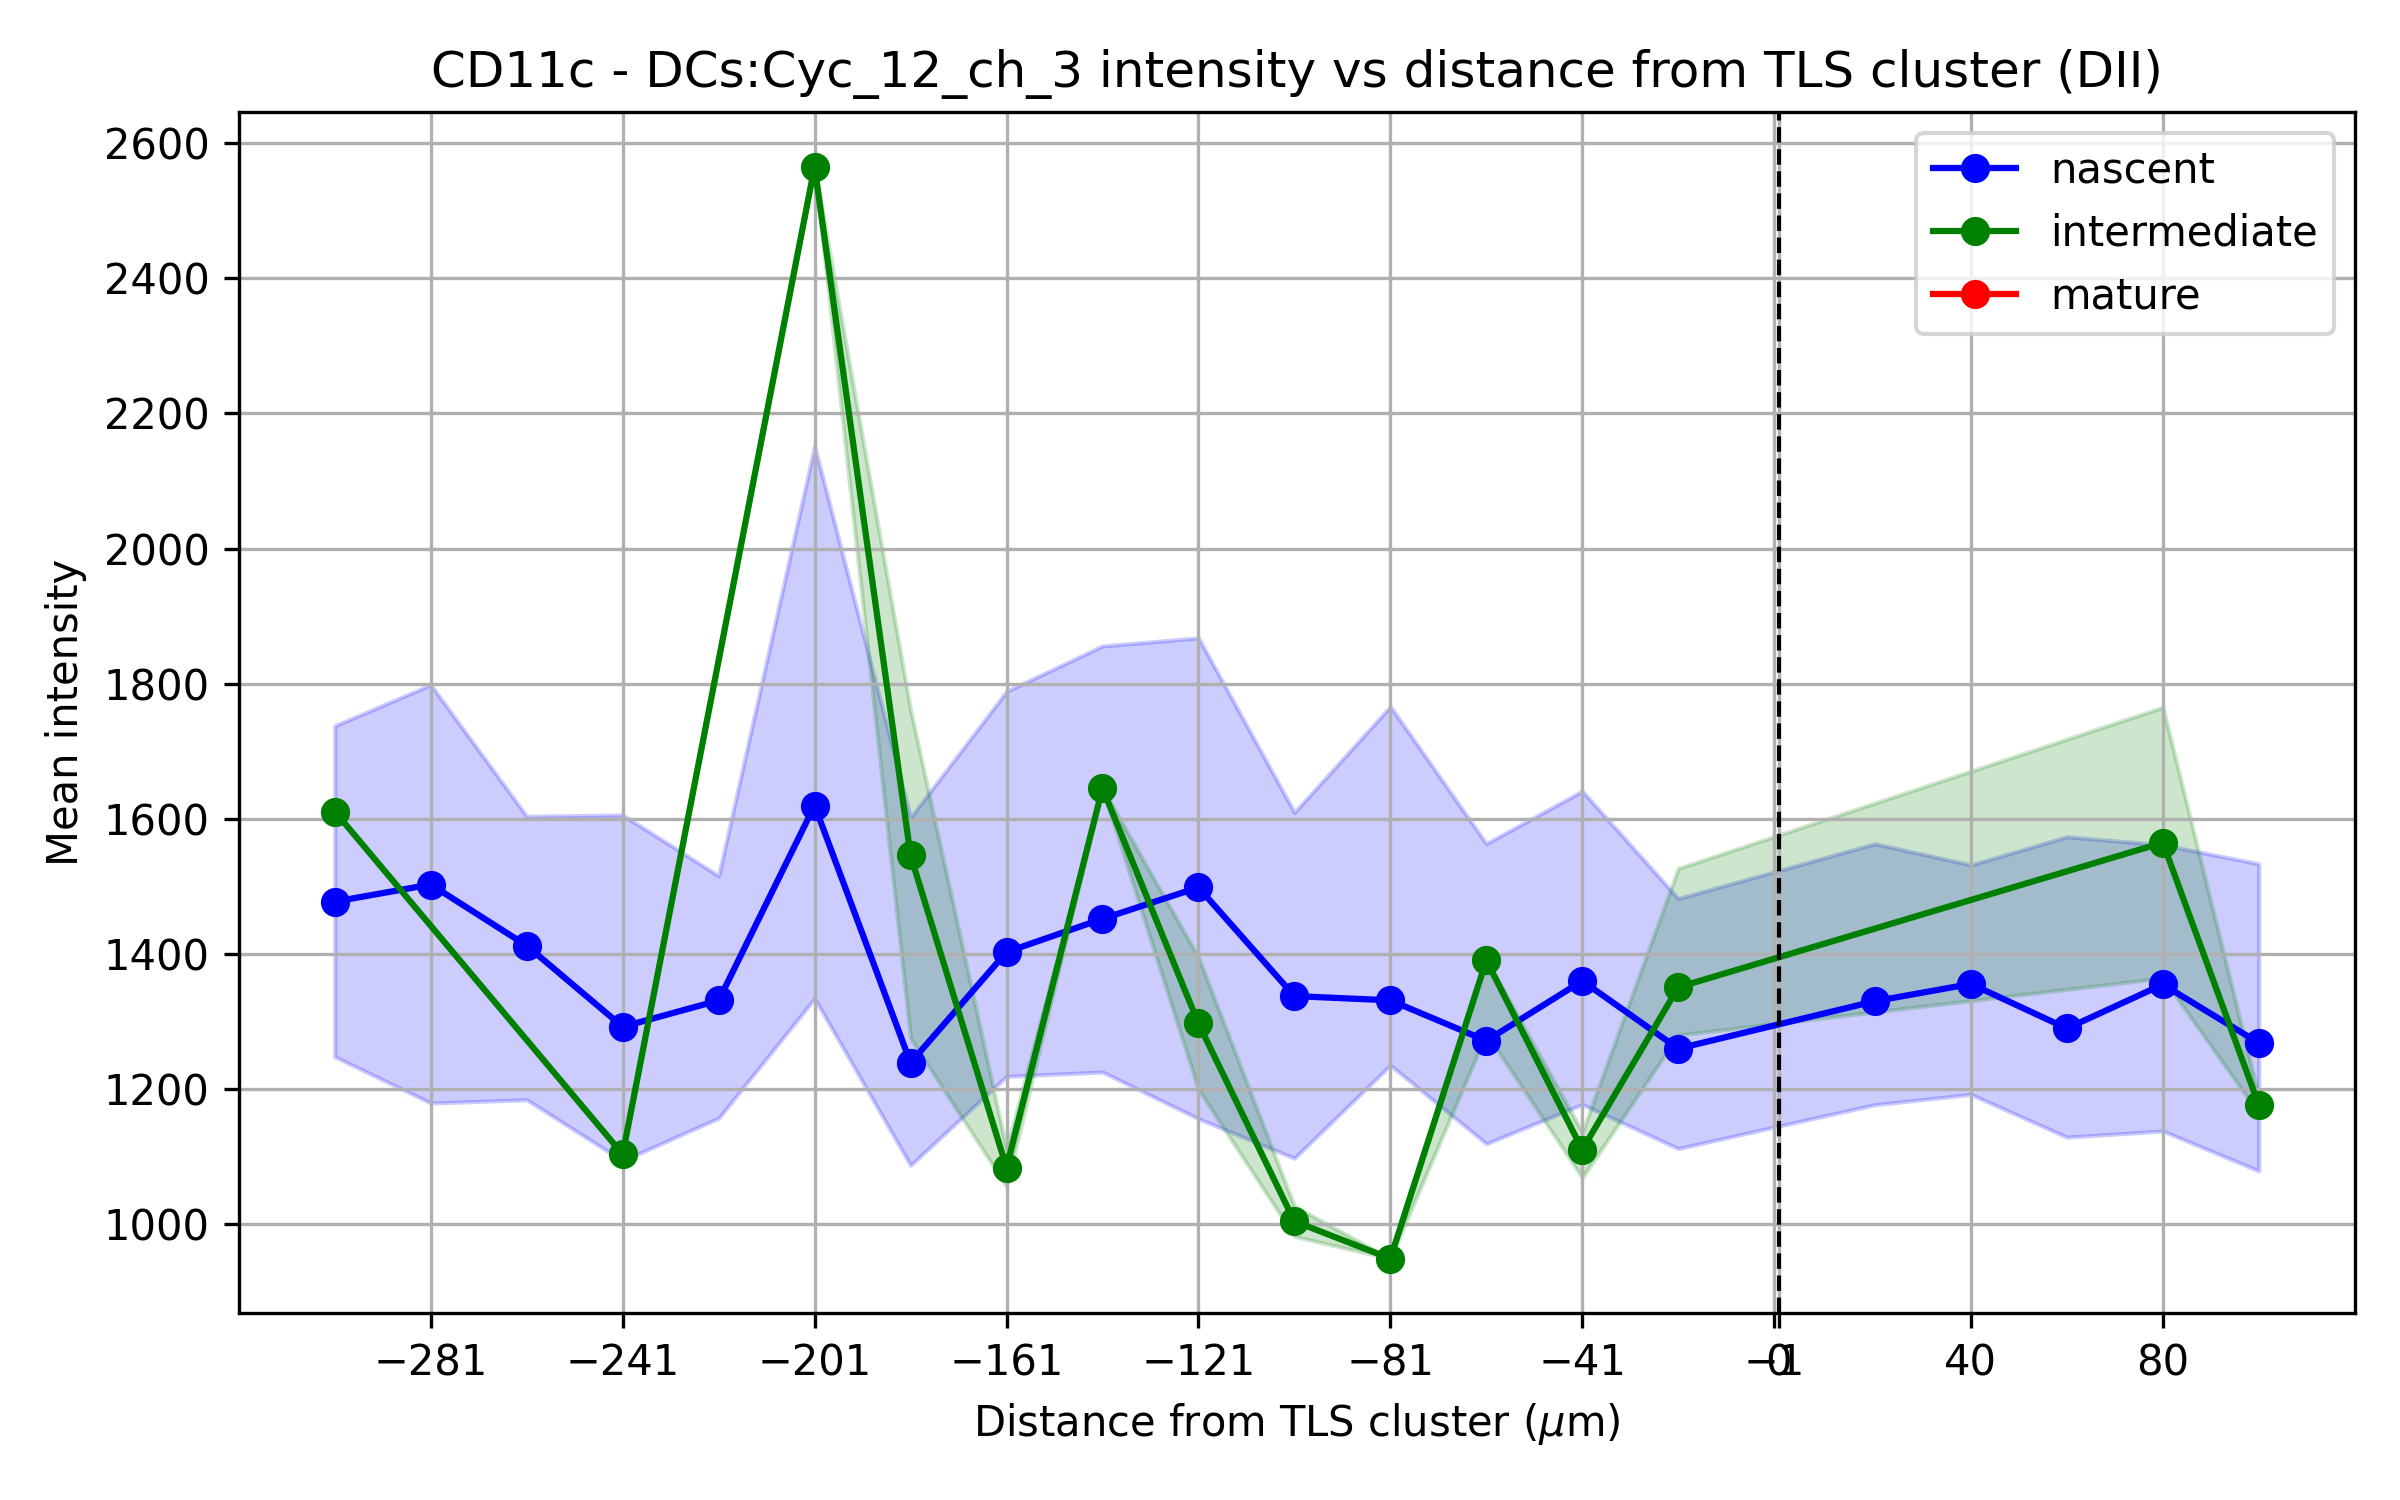 CD11c - DCs:Cyc_12_ch_3 intensity vs distance from TLS cluster (DII)
2600
2400
2200
2000
1800
1600
1400
1200
1000
Mean intensity
nascent
intermediate
mature
−281 −241 −201 −161 −121 −81 −41 −1 0 40 80
Distance from TLS cluster (μm)